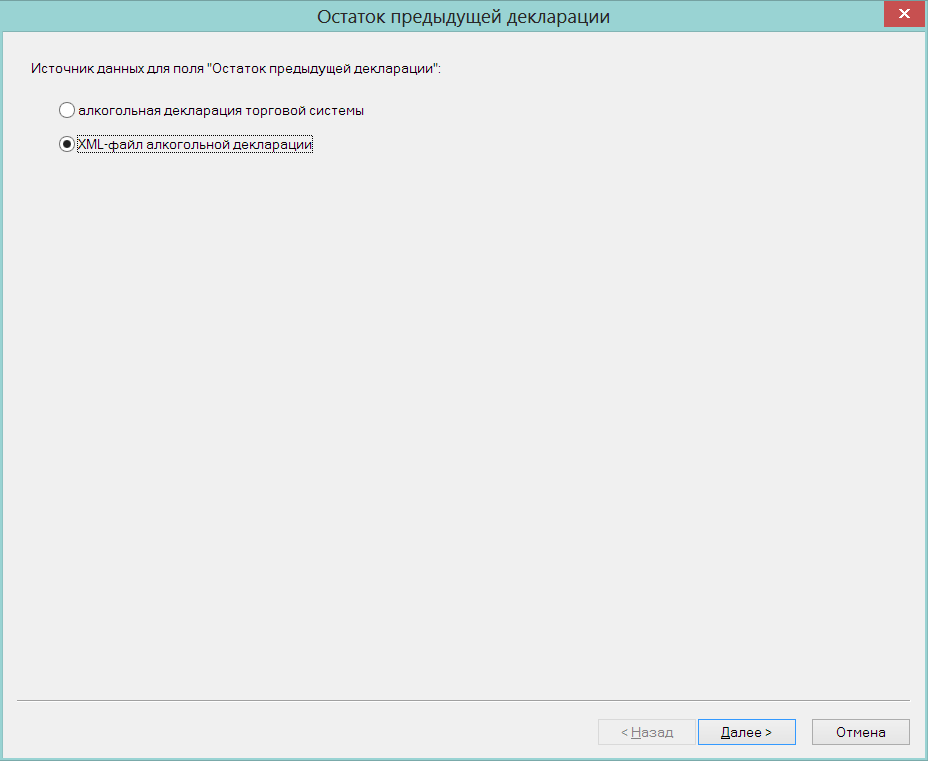 Остаток предыдущей декларации
Источник данных для поля "Остаток предыдущей декларации":
алкогольная декларация торговой системы
XML-файл алкогольной декларации
< Назад
Далее >
Отмена